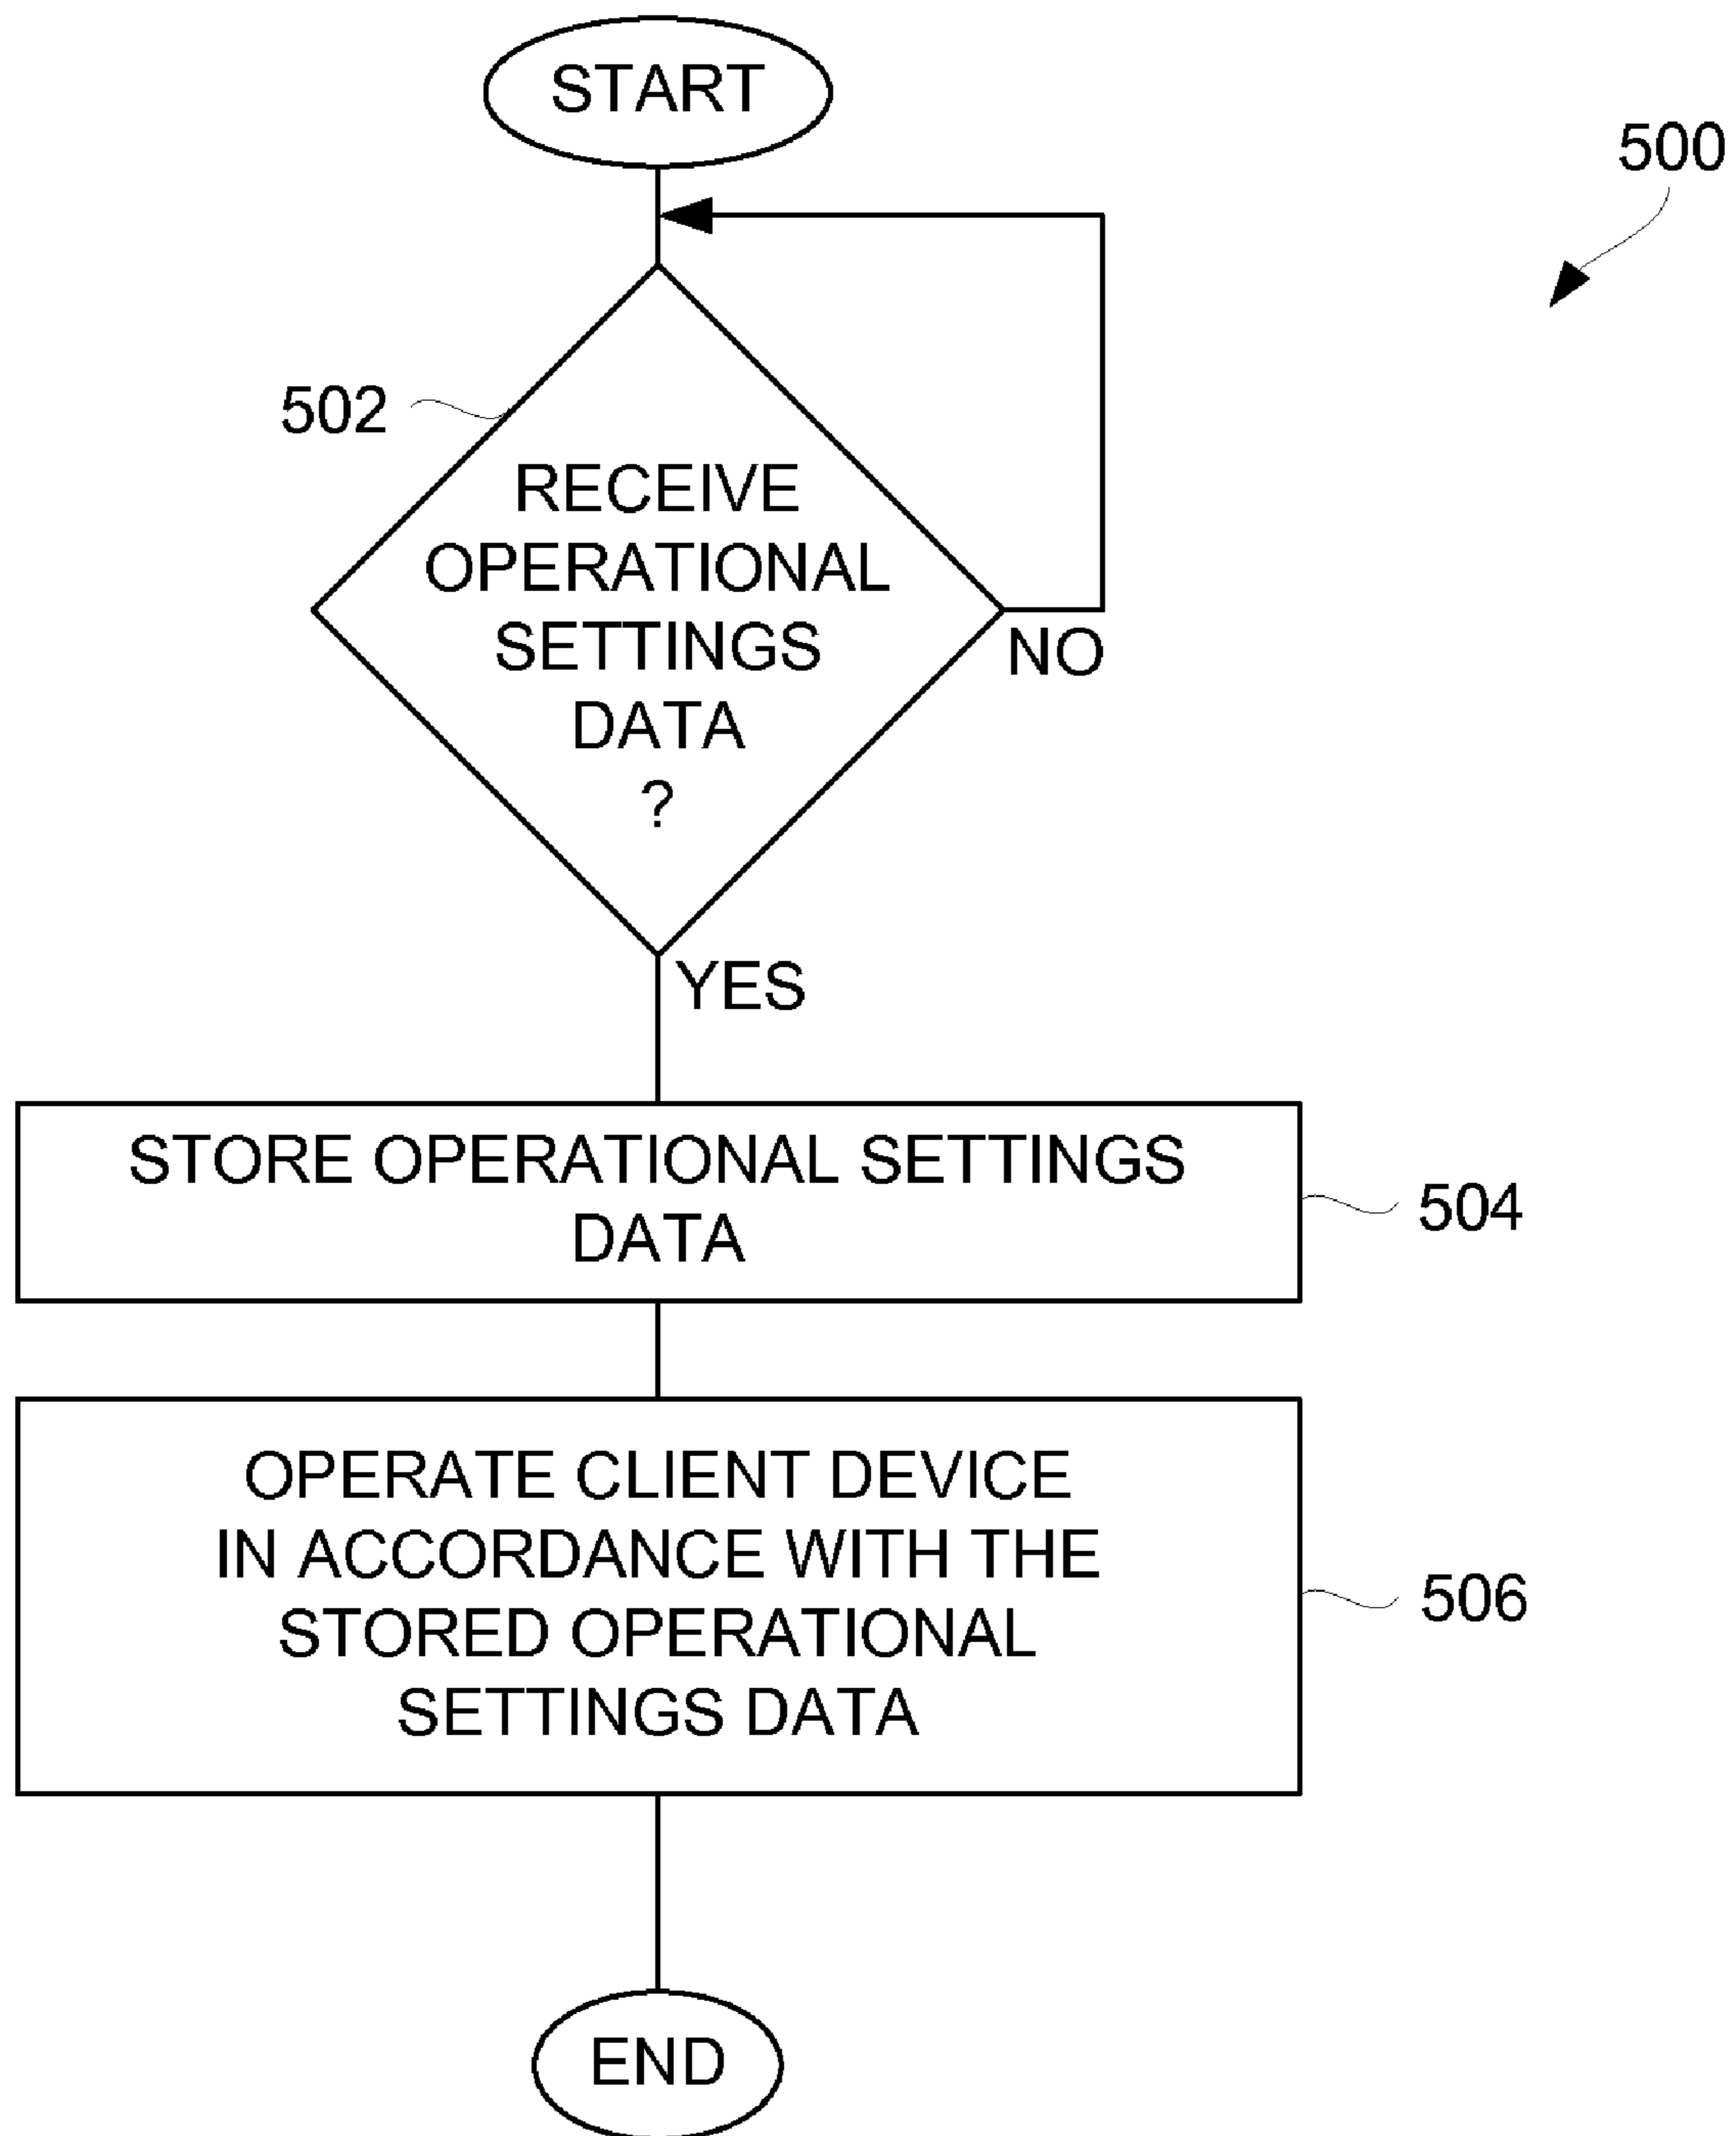 START
500
502
RECEIVE
OPERATIONAL
SETTINGS
DATA
?
NO
YES
STORE OPERATIONAL SETTINGS
DATA
504
OPERATE CLIENT DEVICE
IN ACCORDANCE WITH THE
STORED OPERATIONAL
SETTINGS DATA
506
END